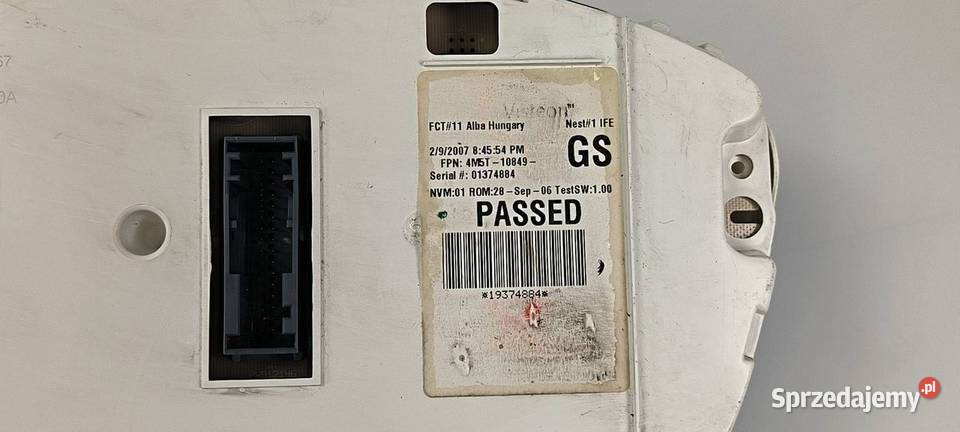 Visteon™
FCT#11 Alba Hungary Nest#1 IFE
2/9/2007 8:45:54 PM GS
FPN: 4M5T-10849-
Serial #: 01374884
NVM:01 ROM:28-Sep-06 TestSW:1.00
PASSED
*19374884*
Sprzedajemy.pl